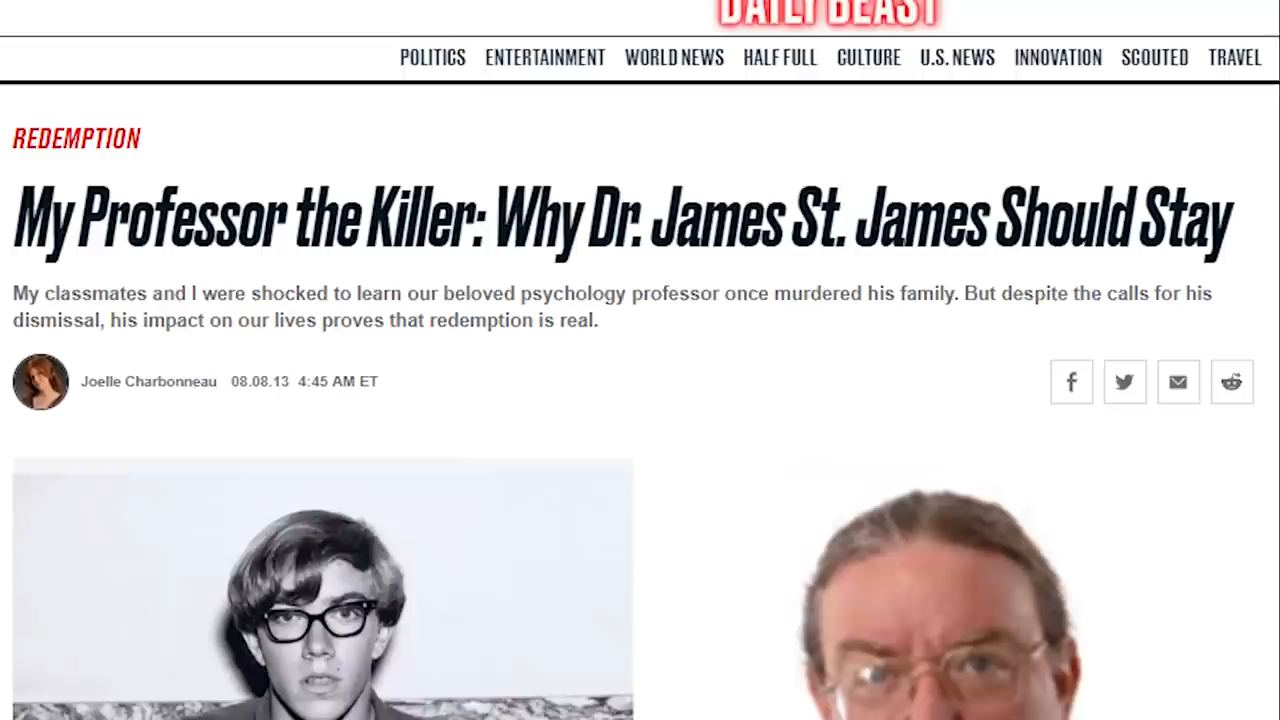 DAILY BEAST
POLITICS ENTERTAINMENT WORLD NEWS HALF FULL CULTURE U.S. NEWS INNOVATION SCOUTED TRAVEL
REDEMPTION
My Professor the Killer: Why Dr. James St. James Should Stay
My classmates and I were shocked to learn our beloved psychology professor once murdered his family. But despite the calls for his
dismissal, his impact on our lives proves that redemption is real.
Joelle Charbonneau 08.08.13 4:45 AM ET